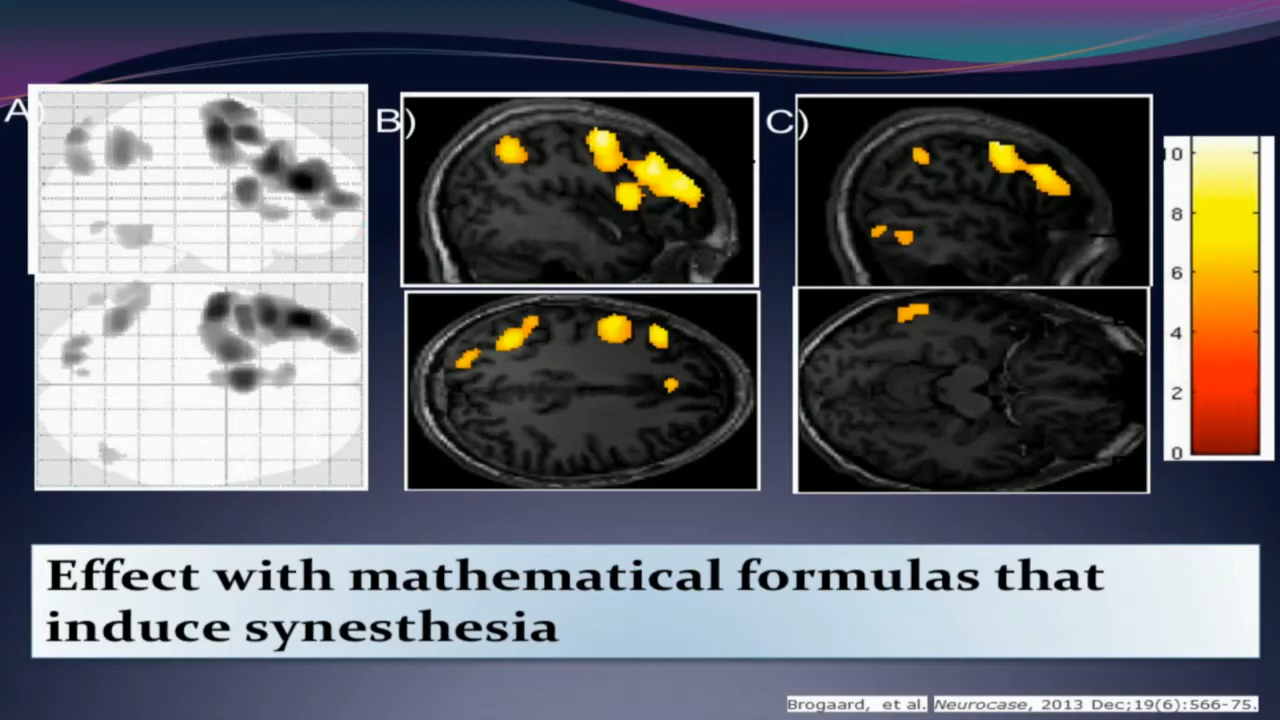 A)
B)
C)
10
8
6
4
2
0
Effect with mathematical formulas that
induce synesthesia
Brogaard, et al. Neurocase, 2013 Dec;19(6):566-75.